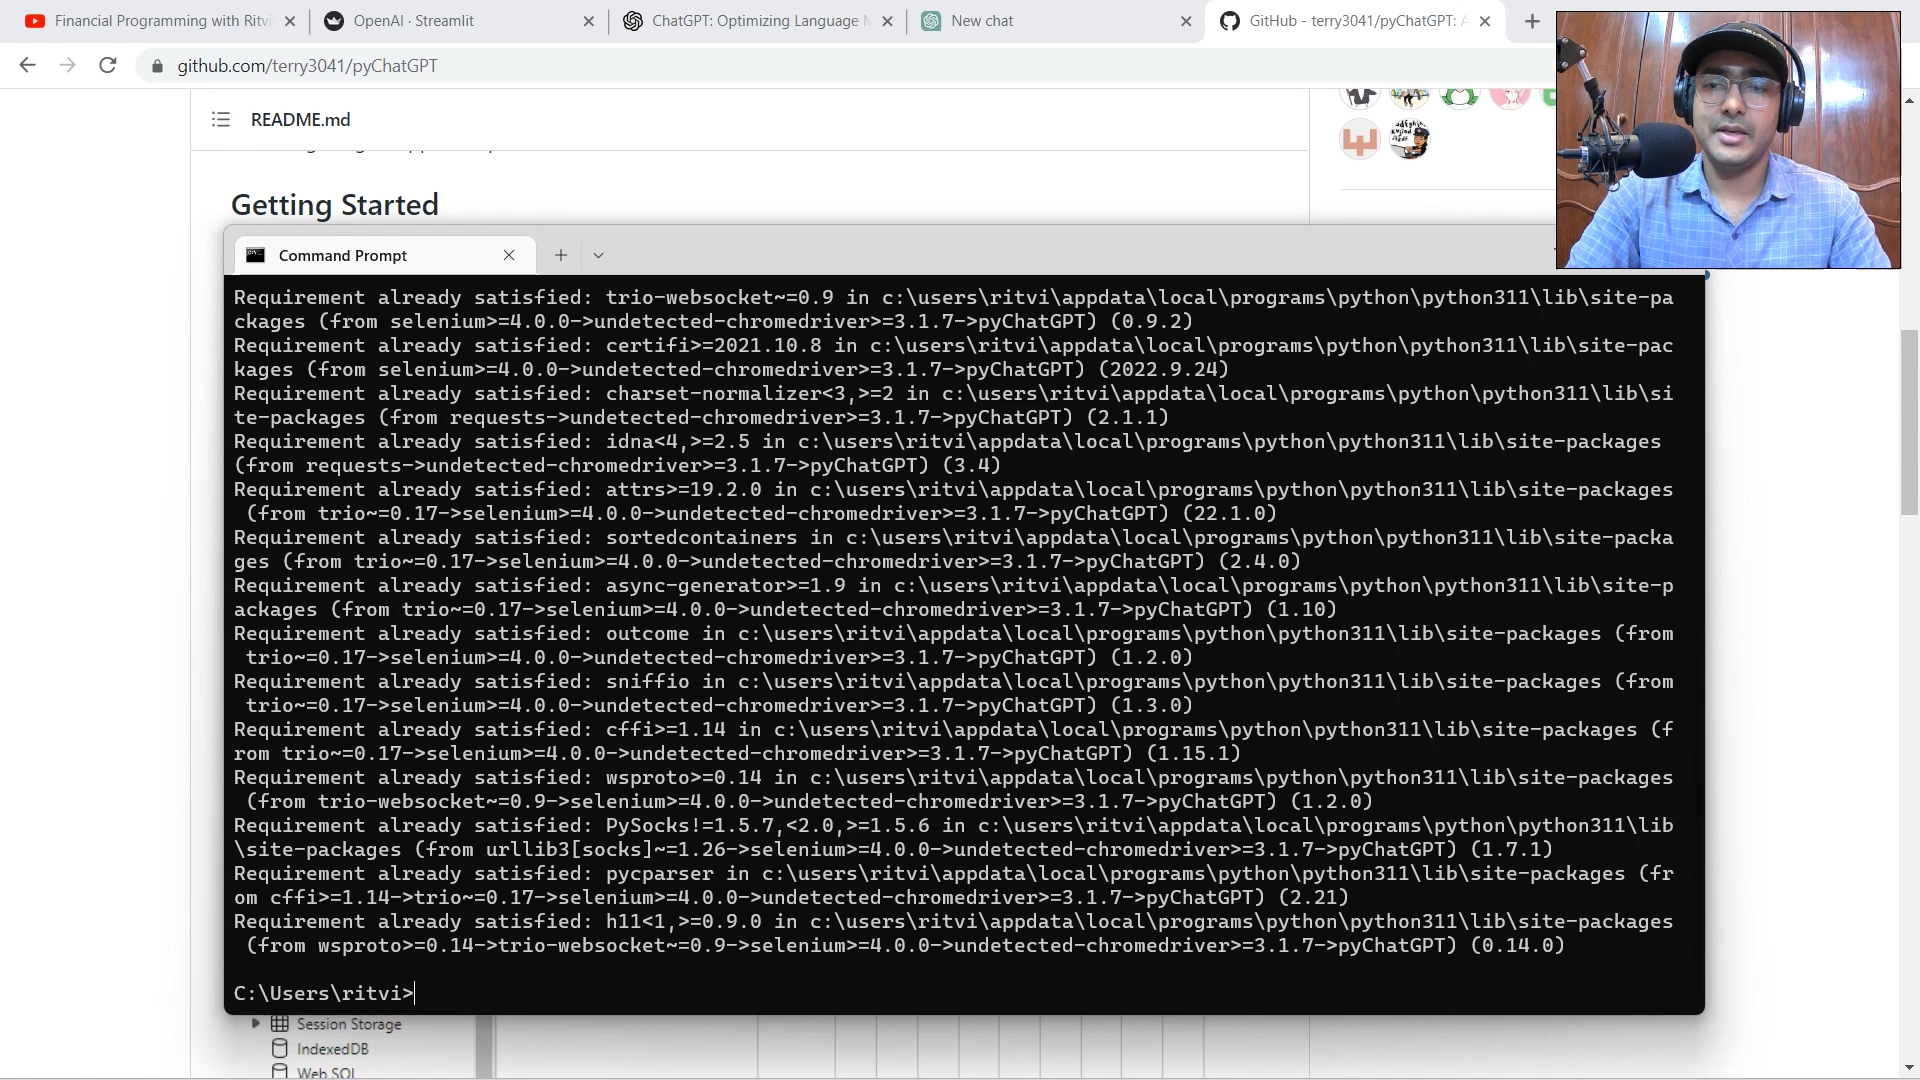 Financial Programming with Ritvi
OpenAI · Streamlit
ChatGPT: Optimizing Language M
New chat
GitHub - terry3041/pyChatGPT: A
github.com/terry3041/pyChatGPT
README.md
Getting Started
Command Prompt
Requirement already satisfied: trio-websocket~=0.9 in c:\users\ritvi\appdata\local\programs\python\python311\lib\site-pa
ckages (from selenium>=4.0.0->undetected-chromedriver>=3.1.7->pyChatGPT) (0.9.2)
Requirement already satisfied: certifi>=2021.10.8 in c:\users\ritvi\appdata\local\programs\python\python311\lib\site-pac
kages (from selenium>=4.0.0->undetected-chromedriver>=3.1.7->pyChatGPT) (2022.9.24)
Requirement already satisfied: charset-normalizer<3,>=2 in c:\users\ritvi\appdata\local\programs\python\python311\lib\si
te-packages (from requests->undetected-chromedriver>=3.1.7->pyChatGPT) (2.1.1)
Requirement already satisfied: idna<4,>=2.5 in c:\users\ritvi\appdata\local\programs\python\python311\lib\site-packages
(from requests->undetected-chromedriver>=3.1.7->pyChatGPT) (3.4)
Requirement already satisfied: attrs>=19.2.0 in c:\users\ritvi\appdata\local\programs\python\python311\lib\site-packages
(from trio~=0.17->selenium>=4.0.0->undetected-chromedriver>=3.1.7->pyChatGPT) (22.1.0)
Requirement already satisfied: sortedcontainers in c:\users\ritvi\appdata\local\programs\python\python311\lib\site-packa
ges (from trio~=0.17->selenium>=4.0.0->undetected-chromedriver>=3.1.7->pyChatGPT) (2.4.0)
Requirement already satisfied: async-generator>=1.9 in c:\users\ritvi\appdata\local\programs\python\python311\lib\site-p
ackages (from trio~=0.17->selenium>=4.0.0->undetected-chromedriver>=3.1.7->pyChatGPT) (1.10)
Requirement already satisfied: outcome in c:\users\ritvi\appdata\local\programs\python\python311\lib\site-packages (from
trio~=0.17->selenium>=4.0.0->undetected-chromedriver>=3.1.7->pyChatGPT) (1.2.0)
Requirement already satisfied: sniffio in c:\users\ritvi\appdata\local\programs\python\python311\lib\site-packages (from
trio~=0.17->selenium>=4.0.0->undetected-chromedriver>=3.1.7->pyChatGPT) (1.3.0)
Requirement already satisfied: cffi>=1.14 in c:\users\ritvi\appdata\local\programs\python\python311\lib\site-packages (f
rom trio~=0.17->selenium>=4.0.0->undetected-chromedriver>=3.1.7->pyChatGPT) (1.15.1)
Requirement already satisfied: wsproto>=0.14 in c:\users\ritvi\appdata\local\programs\python\python311\lib\site-packages
(from trio-websocket~=0.9->selenium>=4.0.0->undetected-chromedriver>=3.1.7->pyChatGPT) (1.2.0)
Requirement already satisfied: PySocks!=1.5.7,<2.0,>=1.5.6 in c:\users\ritvi\appdata\local\programs\python\python311\lib
\site-packages (from urllib3[socks]~=1.26->selenium>=4.0.0->undetected-chromedriver>=3.1.7->pyChatGPT) (1.7.1)
Requirement already satisfied: pycparser in c:\users\ritvi\appdata\local\programs\python\python311\lib\site-packages (fr
om cffi>=1.14->trio~=0.17->selenium>=4.0.0->undetected-chromedriver>=3.1.7->pyChatGPT) (2.21)
Requirement already satisfied: h11<1,>=0.9.0 in c:\users\ritvi\appdata\local\programs\python\python311\lib\site-packages
(from wsproto>=0.14->trio-websocket~=0.9->selenium>=4.0.0->undetected-chromedriver>=3.1.7->pyChatGPT) (0.14.0)
C:\Users\ritvi>
Session Storage
IndexedDB
Web SQL